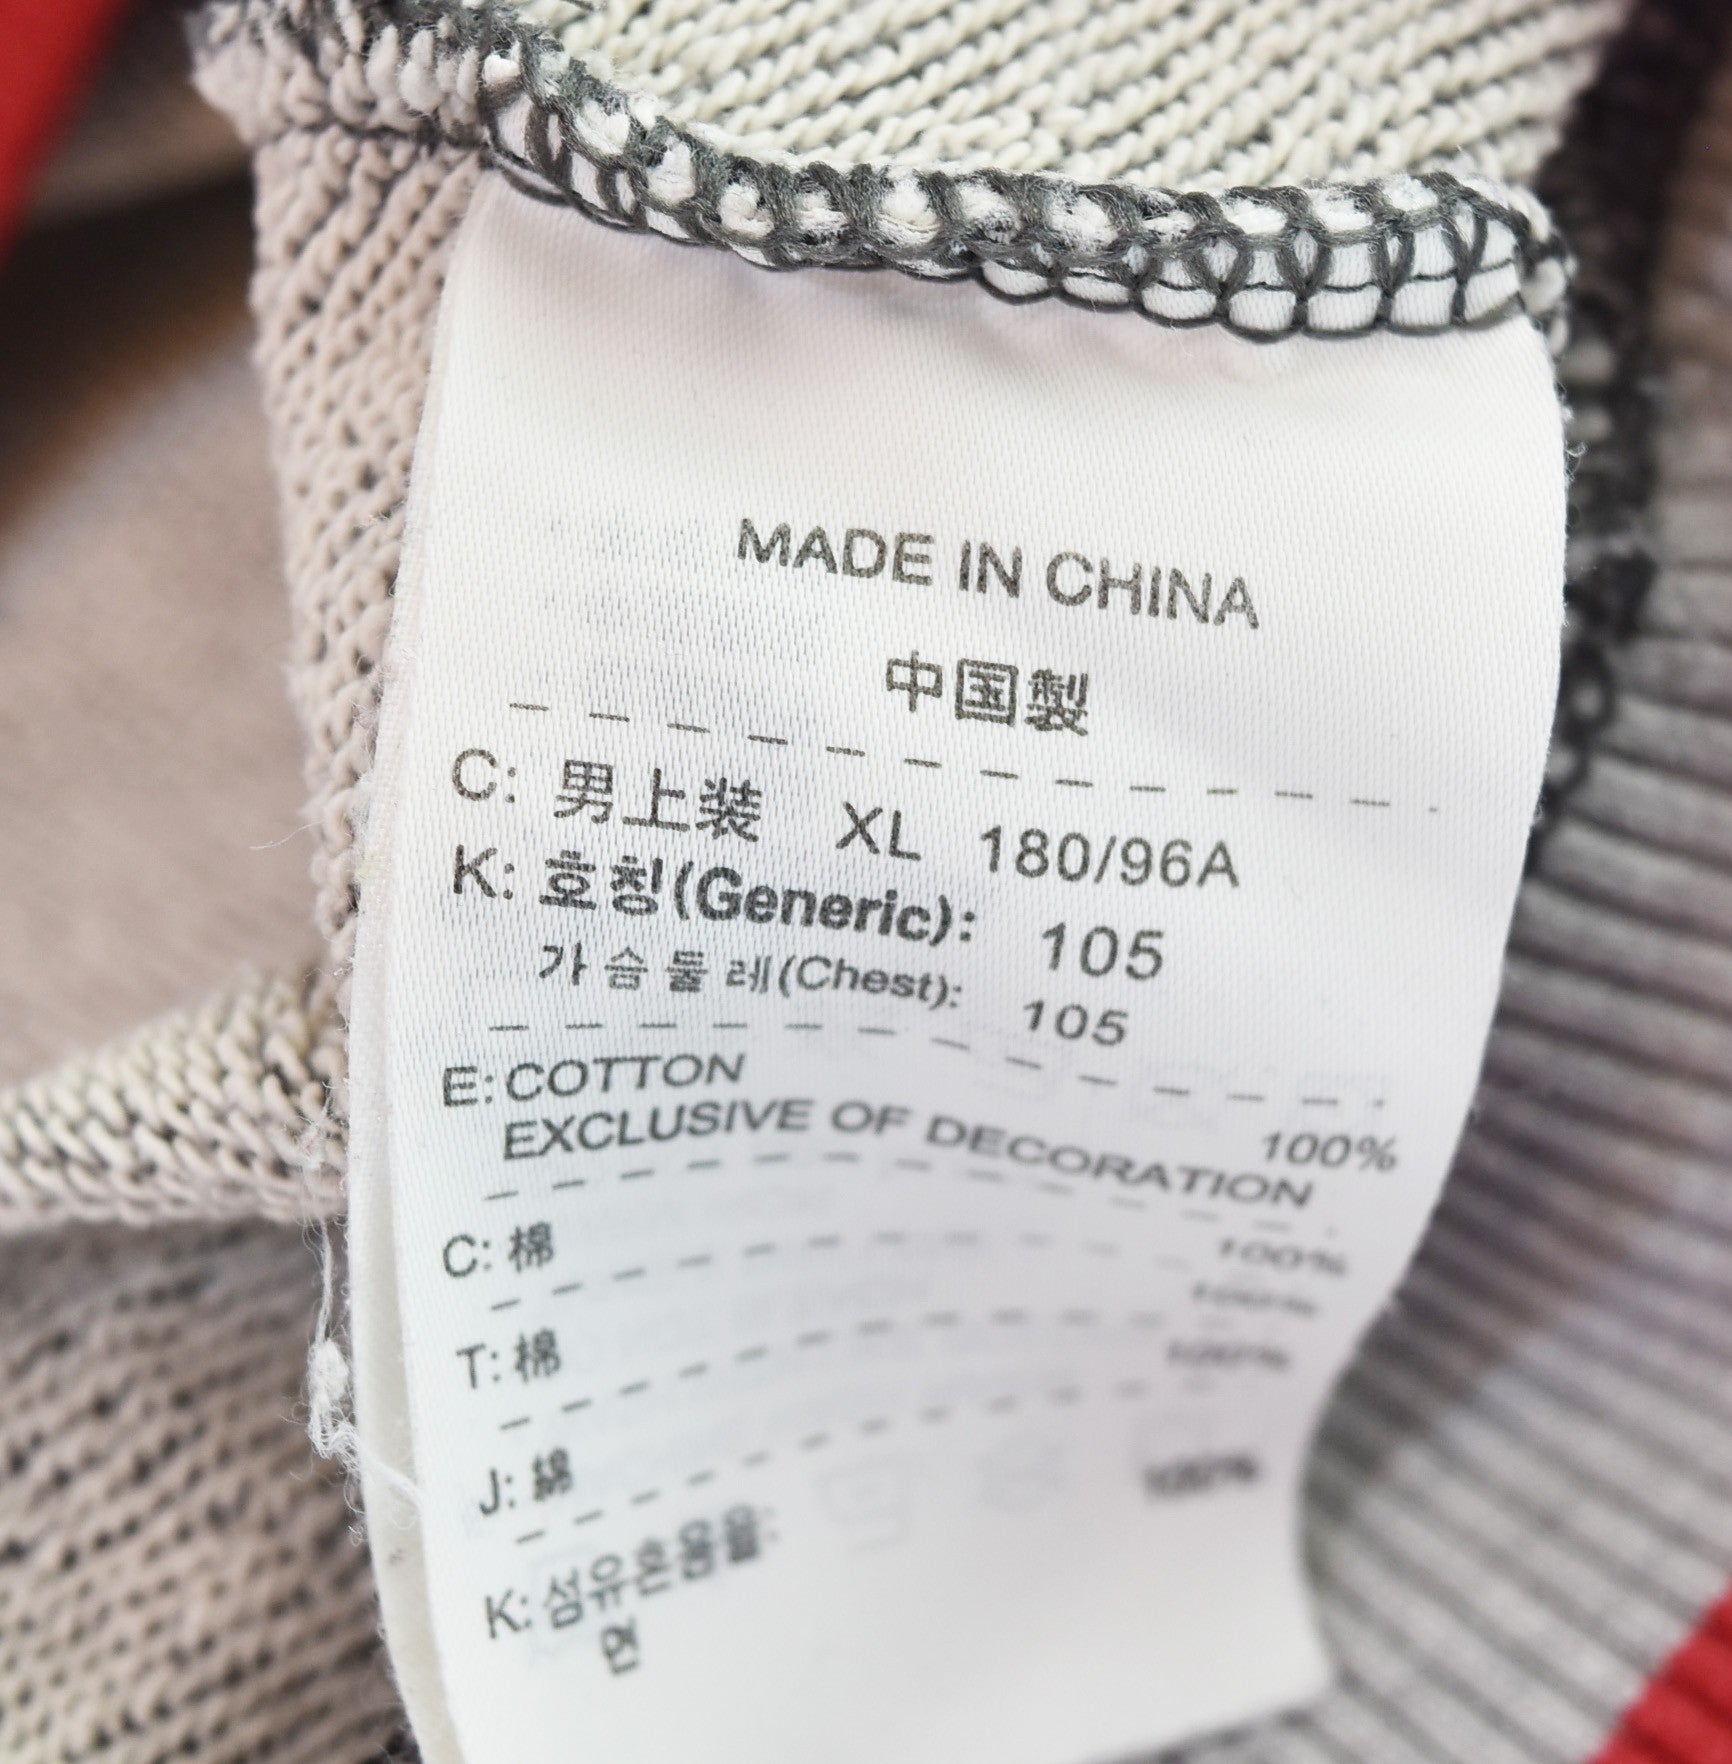 MADE IN CHINA
中国製
C: 男上装 XL 180/96A
K: 호칭(Generic): 105
가슴둘레(Chest): 105
E: COTTON 100%
EXCLUSIVE OF DECORATION
C: 棉 100%
T: 棉 100%
J: 綿 100%
K: 섬유혼용율:
면 100%